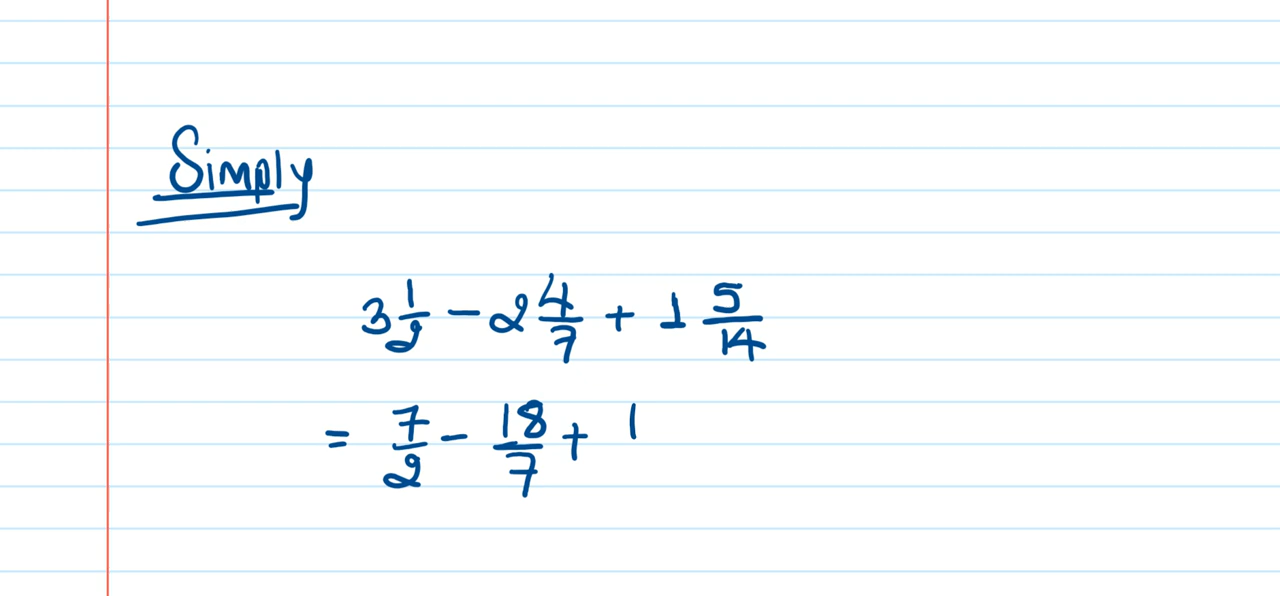 Simply
3 1/2 - 2 4/7 + 1 5/14
= 7/2 - 18/7 + 1